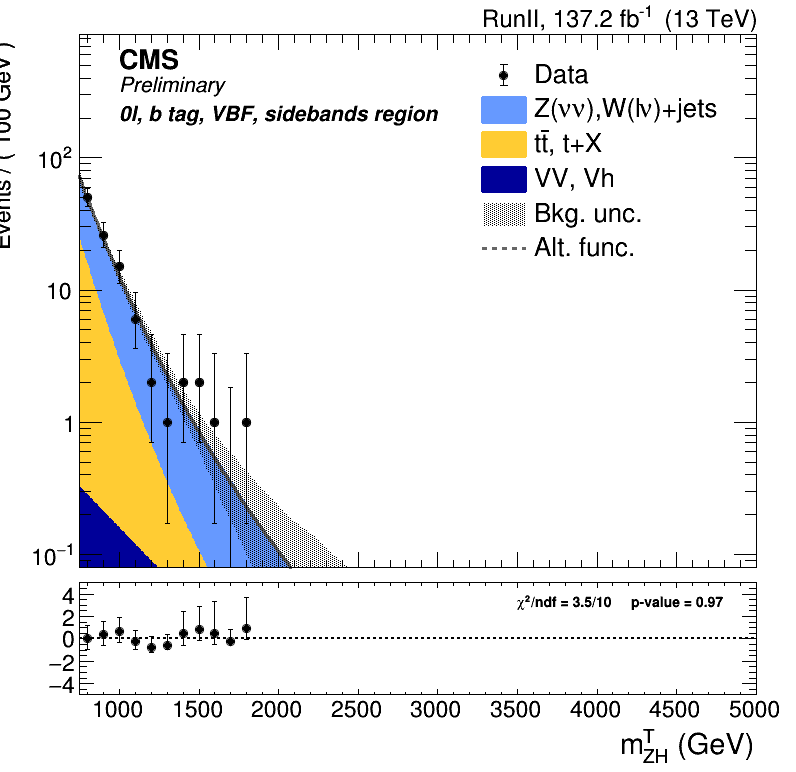 RunII, 137.2 fb⁻¹ (13 TeV)
CMS
Preliminary
0l, b tag, VBF, sidebands region
Data
Z(νν),W(lν)+jets
tt̄, t+X
VV, Vh
Bkg. unc.
Alt. func.
Events / ( 100 GeV )
10²
10
1
10⁻¹
χ²/ndf = 3.5/10 p-value = 0.97
4
2
0
−2
−4
1000 1500 2000 2500 3000 3500 4000 4500 5000
m^T_ZH (GeV)